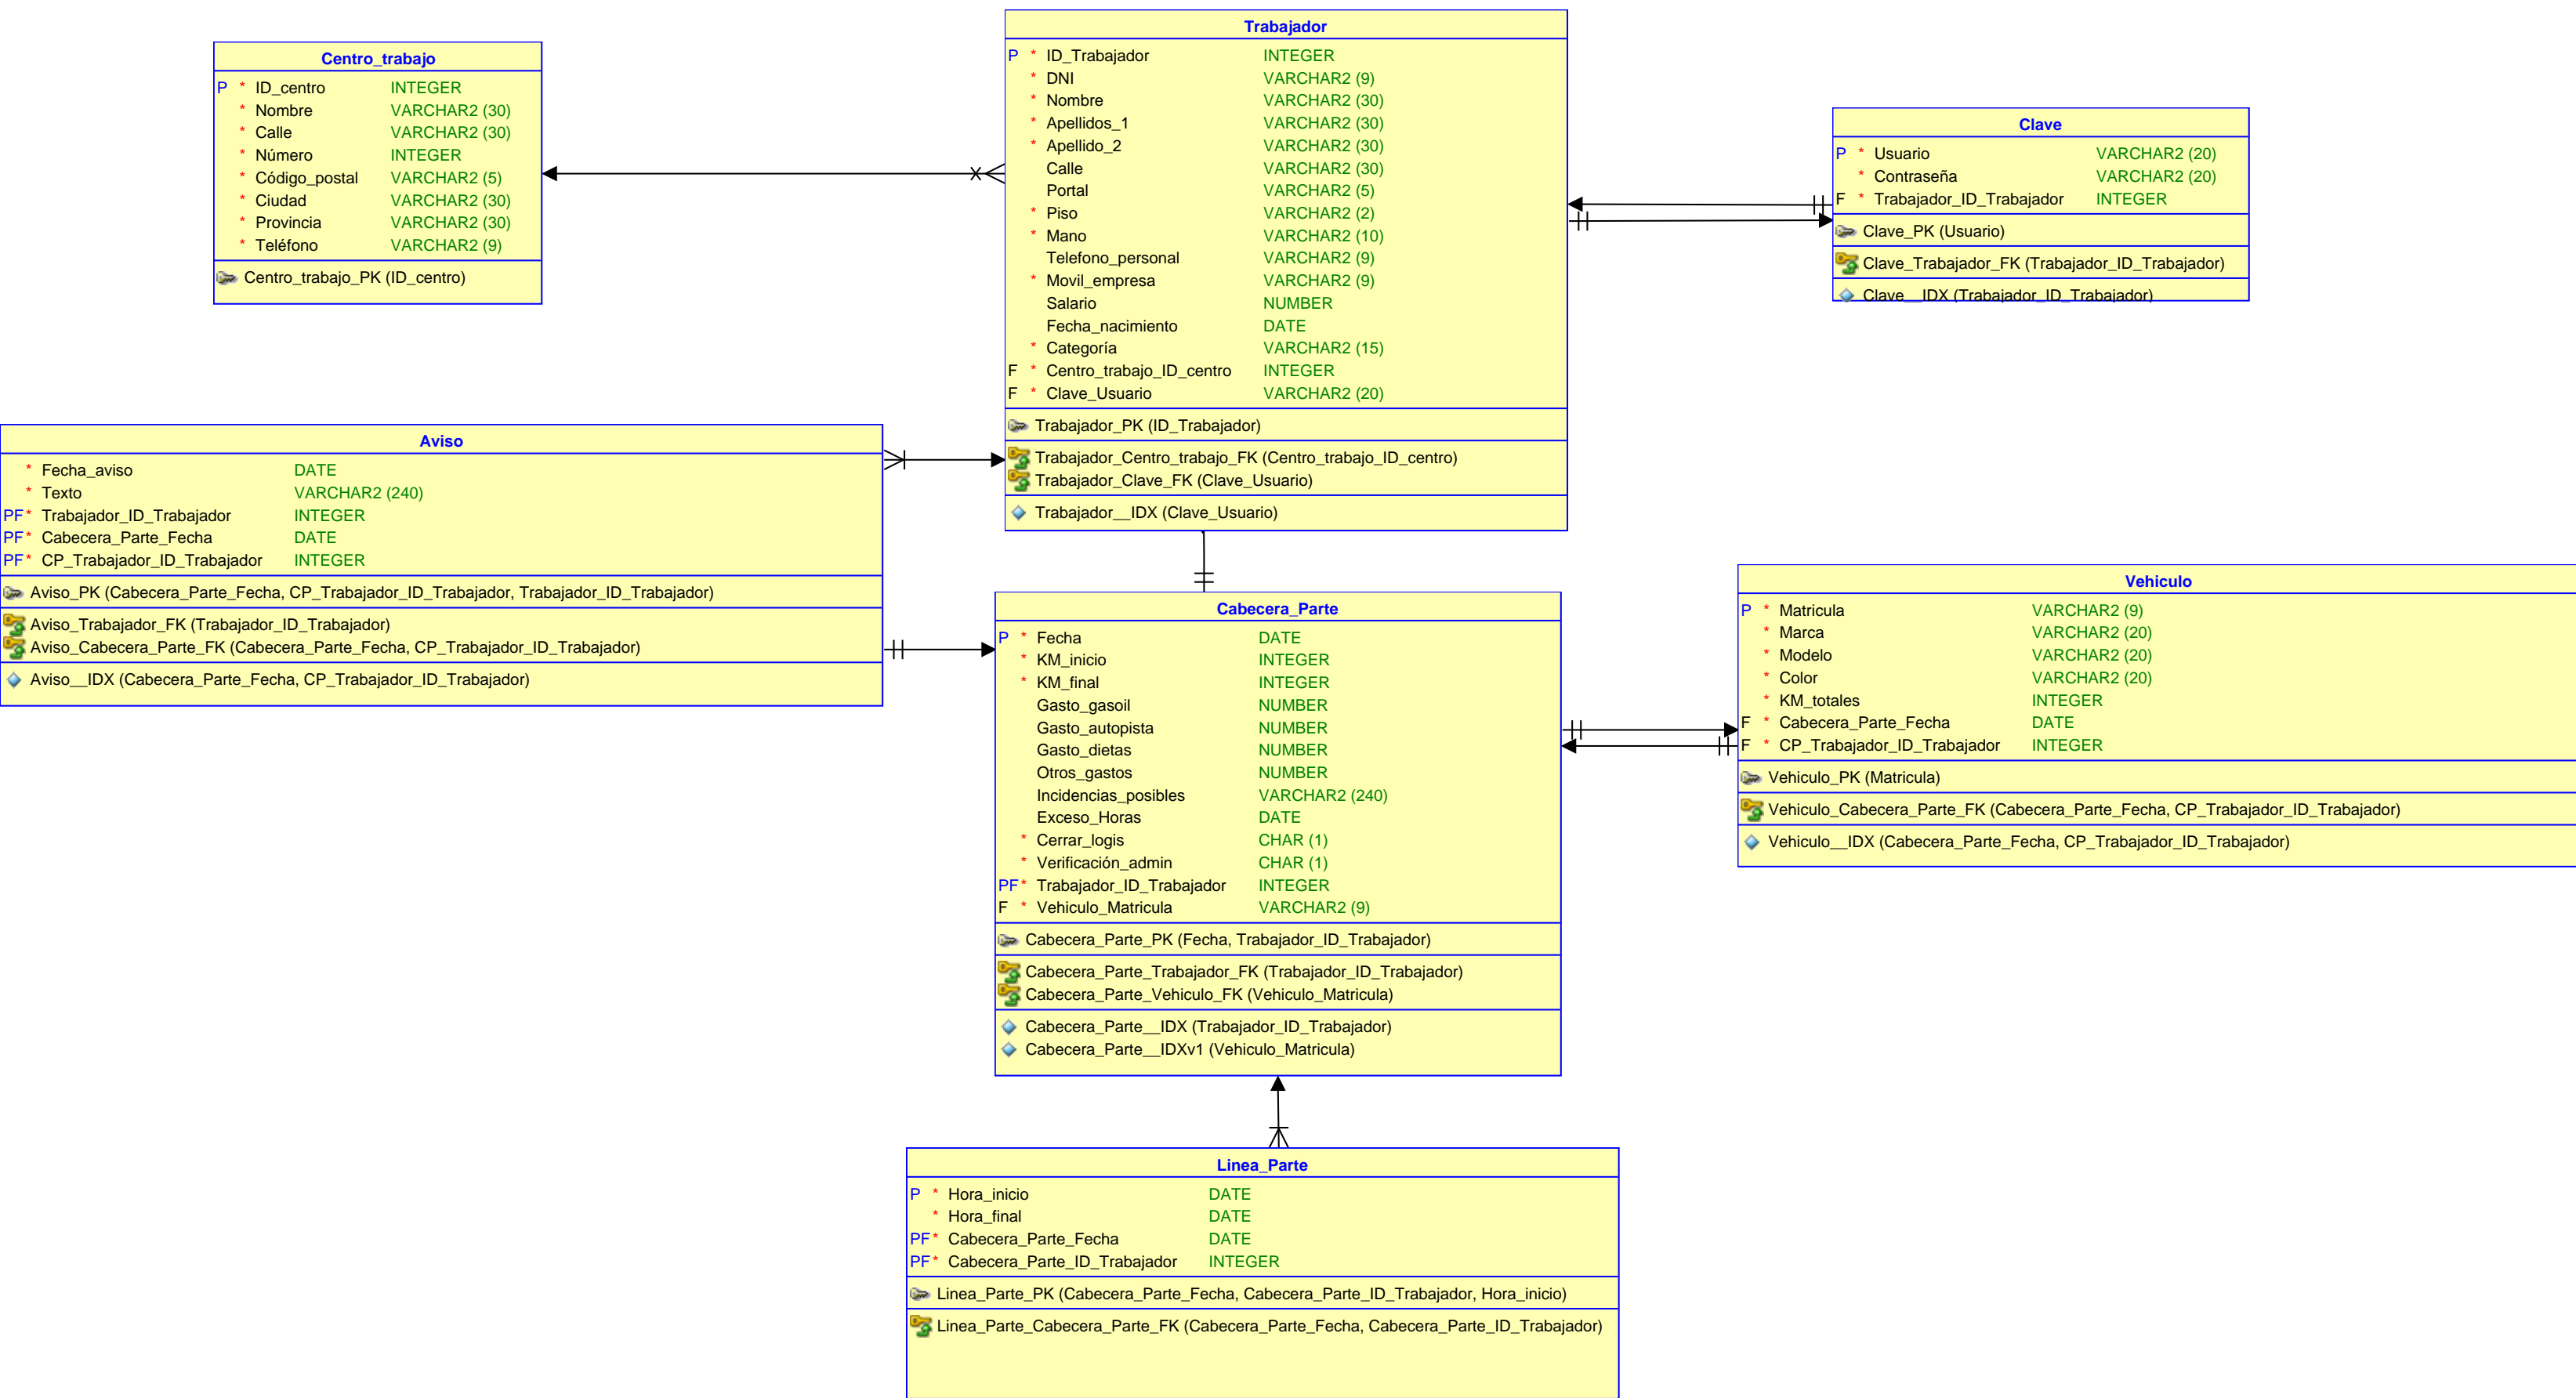 Centro_trabajo
P * ID_centro INTEGER
* Nombre VARCHAR2 (30)
* Calle VARCHAR2 (30)
* Número INTEGER
* Código_postal VARCHAR2 (5)
* Ciudad VARCHAR2 (30)
* Provincia VARCHAR2 (30)
* Teléfono VARCHAR2 (9)
Centro_trabajo_PK (ID_centro)
Trabajador
P * ID_Trabajador INTEGER
* DNI VARCHAR2 (9)
* Nombre VARCHAR2 (30)
* Apellidos_1 VARCHAR2 (30)
* Apellido_2 VARCHAR2 (30)
Calle VARCHAR2 (30)
Portal VARCHAR2 (5)
* Piso VARCHAR2 (2)
* Mano VARCHAR2 (10)
Telefono_personal VARCHAR2 (9)
* Movil_empresa VARCHAR2 (9)
Salario NUMBER
Fecha_nacimiento DATE
* Categoría VARCHAR2 (15)
F * Centro_trabajo_ID_centro INTEGER
F * Clave_Usuario VARCHAR2 (20)
Trabajador_PK (ID_Trabajador)
Trabajador_Centro_trabajo_FK (Centro_trabajo_ID_centro)
Trabajador_Clave_FK (Clave_Usuario)
Trabajador__IDX (Clave_Usuario)
Clave
P * Usuario VARCHAR2 (20)
* Contraseña VARCHAR2 (20)
F * Trabajador_ID_Trabajador INTEGER
Clave_PK (Usuario)
Clave_Trabajador_FK (Trabajador_ID_Trabajador)
Clave__IDX (Trabajador_ID_Trabajador)
Aviso
* Fecha_aviso DATE
* Texto VARCHAR2 (240)
PF* Trabajador_ID_Trabajador INTEGER
PF* Cabecera_Parte_Fecha DATE
PF* CP_Trabajador_ID_Trabajador INTEGER
Aviso_PK (Cabecera_Parte_Fecha, CP_Trabajador_ID_Trabajador, Trabajador_ID_Trabajador)
Aviso_Trabajador_FK (Trabajador_ID_Trabajador)
Aviso_Cabecera_Parte_FK (Cabecera_Parte_Fecha, CP_Trabajador_ID_Trabajador)
Aviso__IDX (Cabecera_Parte_Fecha, CP_Trabajador_ID_Trabajador)
Cabecera_Parte
P * Fecha DATE
* KM_inicio INTEGER
* KM_final INTEGER
Gasto_gasoil NUMBER
Gasto_autopista NUMBER
Gasto_dietas NUMBER
Otros_gastos NUMBER
Incidencias_posibles VARCHAR2 (240)
Exceso_Horas DATE
* Cerrar_logis CHAR (1)
* Verificación_admin CHAR (1)
PF* Trabajador_ID_Trabajador INTEGER
F * Vehiculo_Matricula VARCHAR2 (9)
Cabecera_Parte_PK (Fecha, Trabajador_ID_Trabajador)
Cabecera_Parte_Trabajador_FK (Trabajador_ID_Trabajador)
Cabecera_Parte_Vehiculo_FK (Vehiculo_Matricula)
Cabecera_Parte__IDX (Trabajador_ID_Trabajador)
Cabecera_Parte__IDXv1 (Vehiculo_Matricula)
Vehiculo
P * Matricula VARCHAR2 (9)
* Marca VARCHAR2 (20)
* Modelo VARCHAR2 (20)
* Color VARCHAR2 (20)
* KM_totales INTEGER
F * Cabecera_Parte_Fecha DATE
F * CP_Trabajador_ID_Trabajador INTEGER
Vehiculo_PK (Matricula)
Vehiculo_Cabecera_Parte_FK (Cabecera_Parte_Fecha, CP_Trabajador_ID_Trabajador)
Vehiculo__IDX (Cabecera_Parte_Fecha, CP_Trabajador_ID_Trabajador)
Linea_Parte
P * Hora_inicio DATE
* Hora_final DATE
PF* Cabecera_Parte_Fecha DATE
PF* Cabecera_Parte_ID_Trabajador INTEGER
Linea_Parte_PK (Cabecera_Parte_Fecha, Cabecera_Parte_ID_Trabajador, Hora_inicio)
Linea_Parte_Cabecera_Parte_FK (Cabecera_Parte_Fecha, Cabecera_Parte_ID_Trabajador)